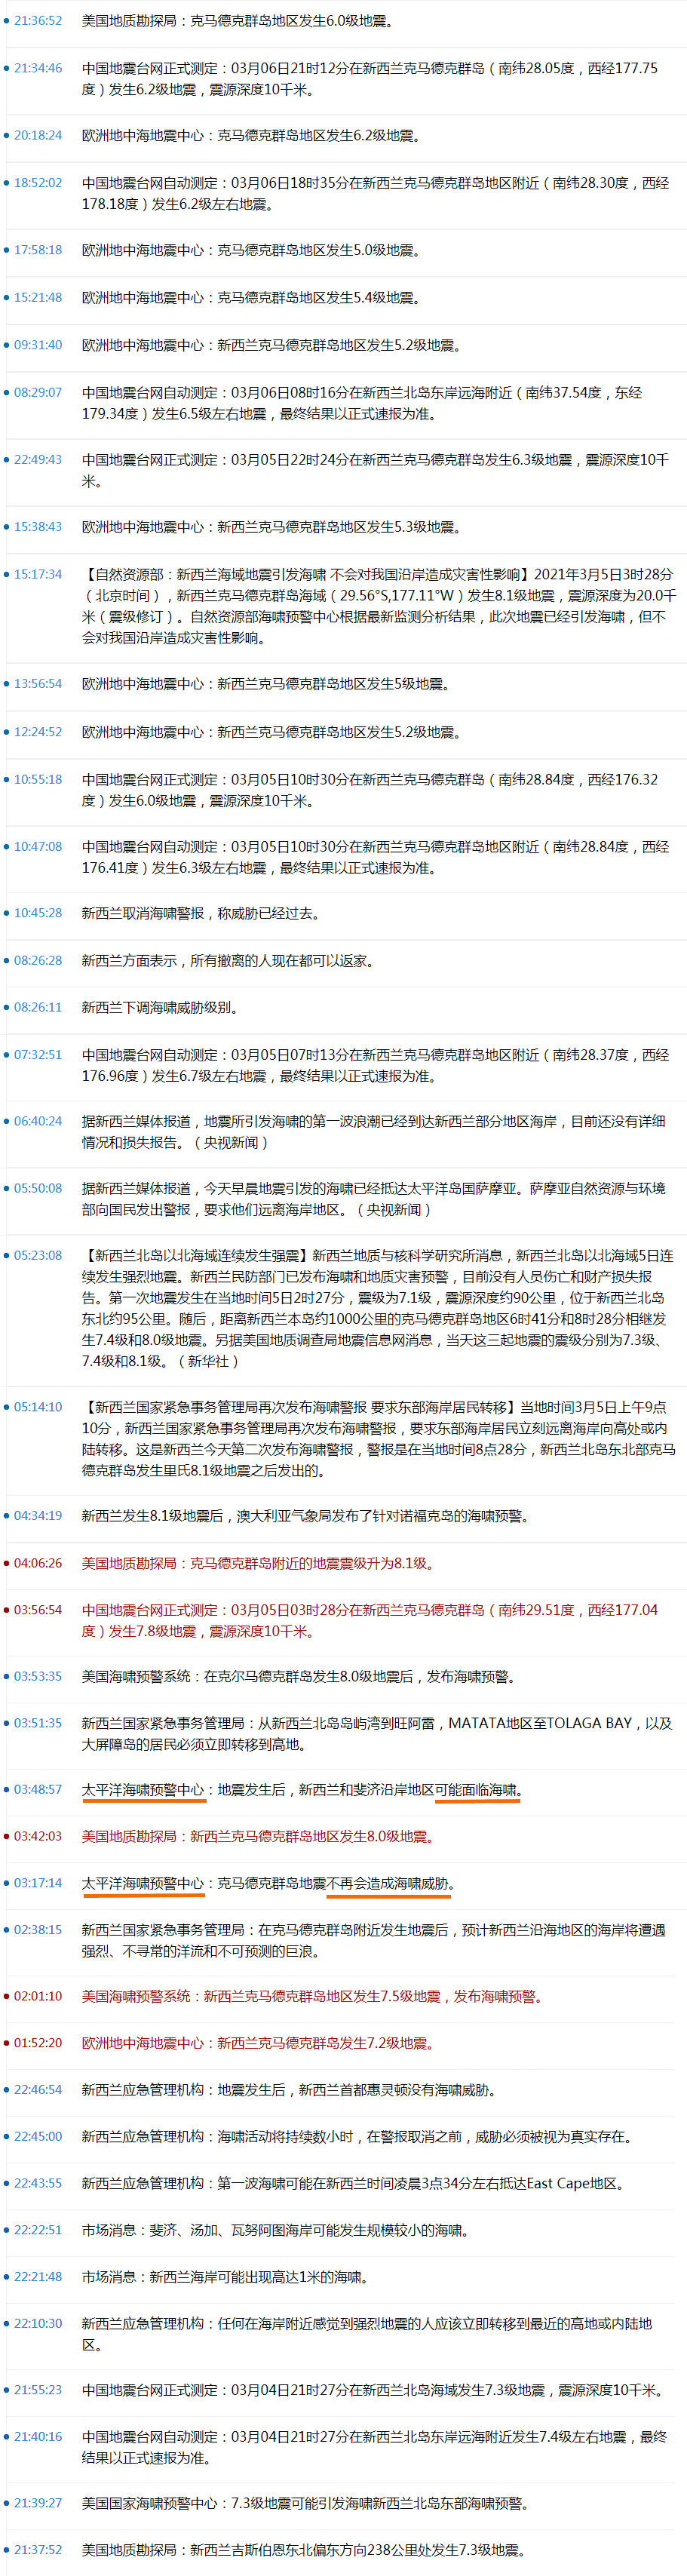 21:36:52 美国地质勘探局：克马德克群岛地区发生6.0级地震。
21:34:46 中国地震台网正式测定：03月06日21时12分在新西兰克马德克群岛（南纬28.05度，西经177.75
度）发生6.2级地震，震源深度10千米。
20:18:24 欧洲地中海地震中心：克马德克群岛地区发生6.2级地震。
18:52:02 中国地震台网自动测定：03月06日18时35分在新西兰克马德克群岛地区附近（南纬28.30度，西经
178.18度）发生6.2级左右地震。
17:58:18 欧洲地中海地震中心：克马德克群岛地区发生5.0级地震。
15:21:48 欧洲地中海地震中心：克马德克群岛地区发生5.4级地震。
09:31:40 欧洲地中海地震中心：新西兰克马德克群岛地区发生5.2级地震。
08:29:07 中国地震台网自动测定：03月06日08时16分在新西兰北岛东岸远海附近（南纬37.54度，东经
179.34度）发生6.5级左右地震，最终结果以正式速报为准。
22:49:43 中国地震台网正式测定：03月05日22时24分在新西兰克马德克群岛发生6.3级地震，震源深度10千
米。
15:38:43 欧洲地中海地震中心：新西兰克马德克群岛地区发生5.3级地震。
15:17:34 【自然资源部：新西兰海域地震引发海啸 不会对我国沿岸造成灾害性影响】2021年3月5日3时28分
（北京时间），新西兰克马德克群岛海域（29.56°S,177.11°W）发生8.1级地震，震源深度为20.0千
米（震级修订）。自然资源部海啸预警中心根据最新监测分析结果，此次地震已经引发海啸，但不
会对我国沿岸造成灾害性影响。
13:56:54 欧洲地中海地震中心：新西兰克马德克群岛地区发生5级地震。
12:24:52 欧洲地中海地震中心：新西兰克马德克群岛地区发生5.2级地震。
10:55:18 中国地震台网正式测定：03月05日10时30分在新西兰克马德克群岛（南纬28.84度，西经176.32
度）发生6.0级地震，震源深度10千米。
10:47:08 中国地震台网自动测定：03月05日10时30分在新西兰克马德克群岛地区附近（南纬28.84度，西经
176.41度）发生6.3级左右地震，最终结果以正式速报为准。
10:45:28 新西兰取消海啸警报，称威胁已经过去。
08:26:28 新西兰方面表示，所有撤离的人现在都可以返家。
08:26:11 新西兰下调海啸威胁级别。
07:32:51 中国地震台网自动测定：03月05日07时13分在新西兰克马德克群岛地区附近（南纬28.37度，西经
176.96度）发生6.7级左右地震，最终结果以正式速报为准。
06:40:24 据新西兰媒体报道，地震所引发海啸的第一波浪潮已经到达新西兰部分地区海岸，目前还没有详细
情况和损失报告。（央视新闻）
05:50:08 据新西兰媒体报道，今天早晨地震引发的海啸已经抵达太平洋岛国萨摩亚。萨摩亚自然资源与环境
部向国民发出警报，要求他们远离海岸地区。（央视新闻）
05:23:08 【新西兰北岛以北海域连续发生强震】新西兰地质与核科学研究所消息，新西兰北岛以北海域5日连
续发生强烈地震。新西兰民防部门已发布海啸和地质灾害预警，目前没有人员伤亡和财产损失报
告。第一次地震发生在当地时间5日2时27分，震级为7.1级，震源深度约90公里，位于新西兰北岛
东北约95公里。随后，距离新西兰本岛约1000公里的克马德克群岛地区6时41分和8时28分相继发
生7.4级和8.0级地震。另据美国地质调查局地震信息网消息，当天这三起地震的震级分别为7.3级、
7.4级和8.1级。（新华社）
05:14:10 【新西兰国家紧急事务管理局再次发布海啸警报 要求东部海岸居民转移】当地时间3月5日上午9点
10分，新西兰国家紧急事务管理局再次发布海啸警报，要求东部海岸居民立刻远离海岸向高处或内
陆转移。这是新西兰今天第二次发布海啸警报，警报是在当地时间8点28分，新西兰北岛东北部克马
德克群岛发生里氏8.1级地震之后发出的。
04:34:19 新西兰发生8.1级地震后，澳大利亚气象局发布了针对诺福克岛的海啸预警。
04:06:26 美国地质勘探局：克马德克群岛附近的地震震级升为8.1级。
03:56:54 中国地震台网正式测定：03月05日03时28分在新西兰克马德克群岛（南纬29.51度，西经177.04
度）发生7.8级地震，震源深度10千米。
03:53:35 美国海啸预警系统：在克尔马德克群岛发生8.0级地震后，发布海啸预警。
03:51:35 新西兰国家紧急事务管理局：从新西兰北岛岛屿湾到旺阿雷，MATATA地区至TOLAGA BAY，以及
大屏障岛的居民必须立即转移到高地。
03:48:57 太平洋海啸预警中心：地震发生后，新西兰和斐济沿岸地区可能面临海啸。
03:42:03 美国地质勘探局：新西兰克马德克群岛地区发生8.0级地震。
03:17:14 太平洋海啸预警中心：克马德克群岛地震不再会造成海啸威胁。
02:38:15 新西兰国家紧急事务管理局：在克马德克群岛附近发生地震后，预计新西兰沿海地区的海岸将遭遇
强烈、不寻常的洋流和不可预测的巨浪。
02:01:10 美国海啸预警系统：新西兰克马德克群岛地区发生7.5级地震，发布海啸预警。
01:52:20 欧洲地中海地震中心：新西兰克马德克群岛发生7.2级地震。
22:46:54 新西兰应急管理机构：地震发生后，新西兰首都惠灵顿没有海啸威胁。
22:45:00 新西兰应急管理机构：海啸活动将持续数小时，在警报取消之前，威胁必须被视为真实存在。
22:43:55 新西兰应急管理机构：第一波海啸可能在新西兰时间凌晨3点34分左右抵达East Cape地区。
22:22:51 市场消息：斐济、汤加、瓦努阿图海岸可能发生规模较小的海啸。
22:21:48 市场消息：新西兰海岸可能出现高达1米的海啸。
22:10:30 新西兰应急管理机构：任何在海岸附近感觉到强烈地震的人应该立即转移到最近的高地或内陆地
区。
21:55:23 中国地震台网正式测定：03月04日21时27分在新西兰北岛海域发生7.3级地震，震源深度10千米。
21:40:16 中国地震台网自动测定：03月04日21时27分在新西兰北岛东岸远海附近发生7.4级左右地震，最终
结果以正式速报为准。
21:39:27 美国国家海啸预警中心：7.3级地震可能引发海啸新西兰北岛东部海啸预警。
21:37:52 美国地质勘探局：新西兰吉斯伯恩东北偏东方向238公里处发生7.3级地震。